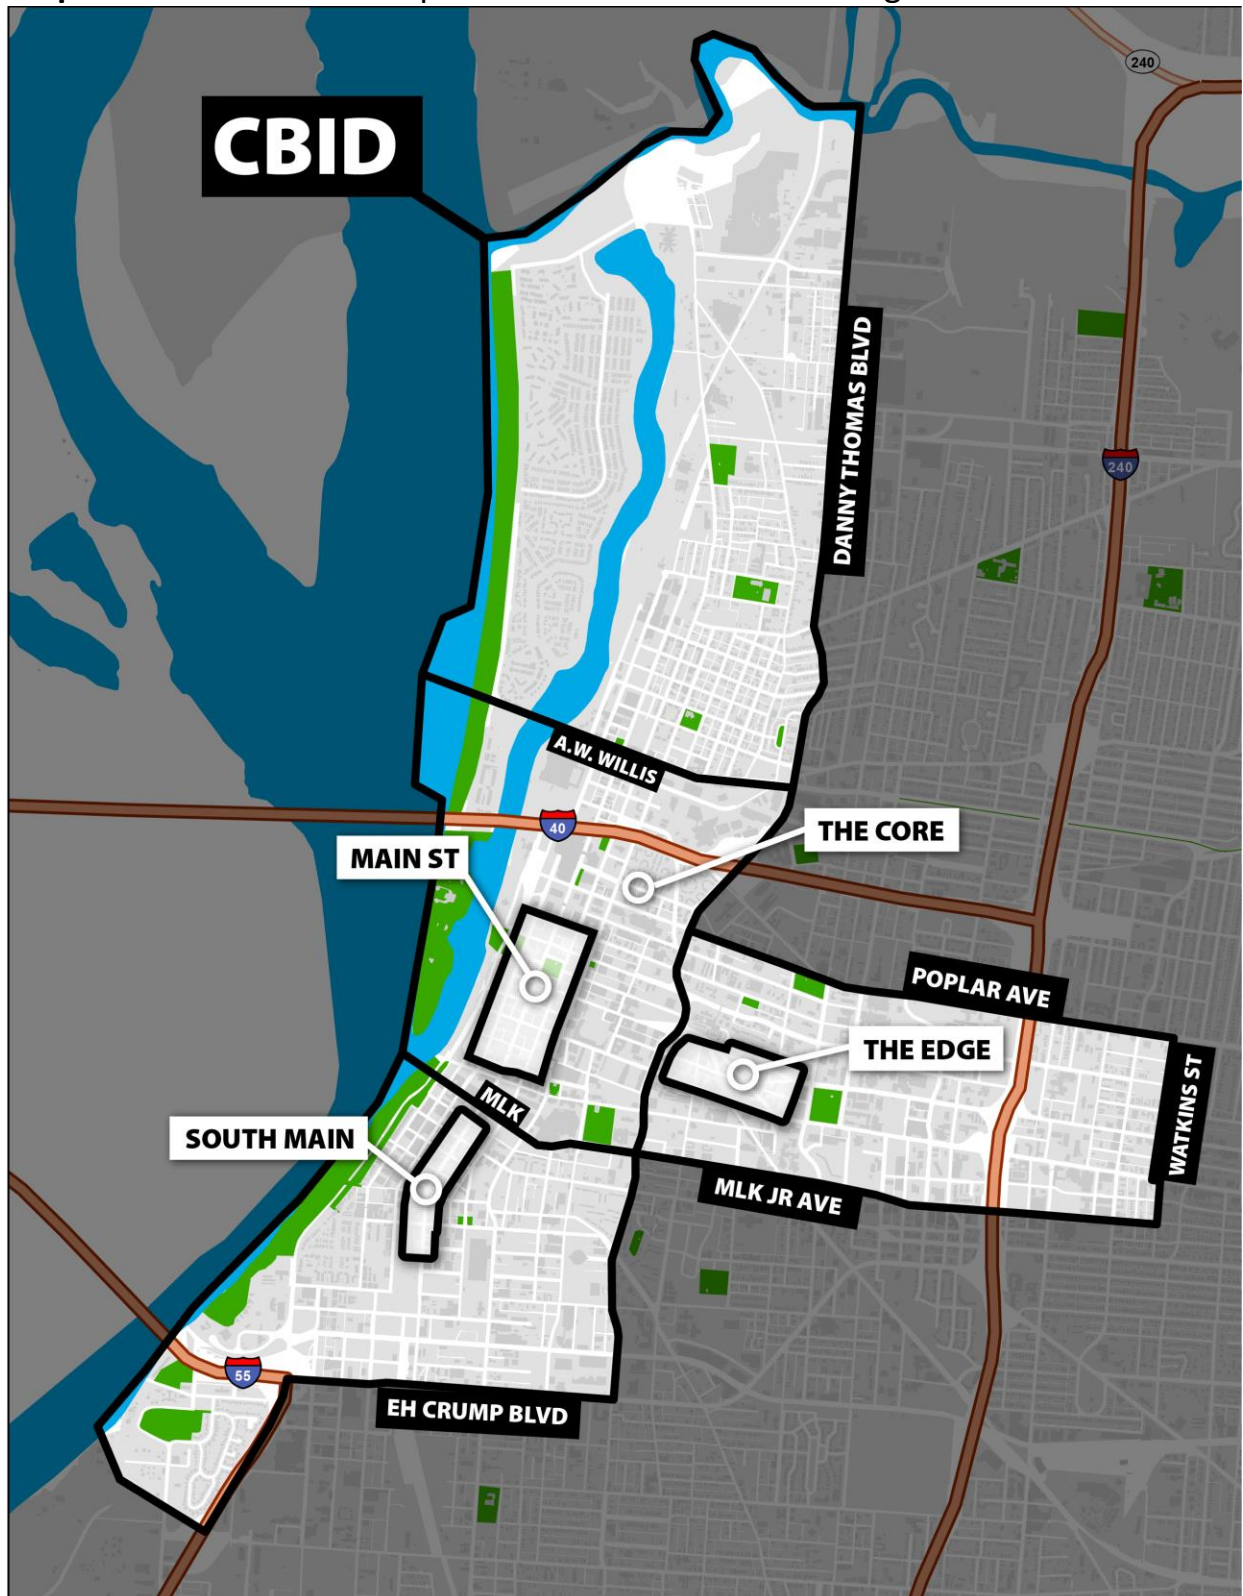 CBID
240
DANNY THOMAS BLVD
240
A.W. WILLIS
40
THE CORE
MAIN ST
POPLAR AVE
THE EDGE
WATKINS ST
MLK
SOUTH MAIN
MLK JR AVE
55
EH CRUMP BLVD